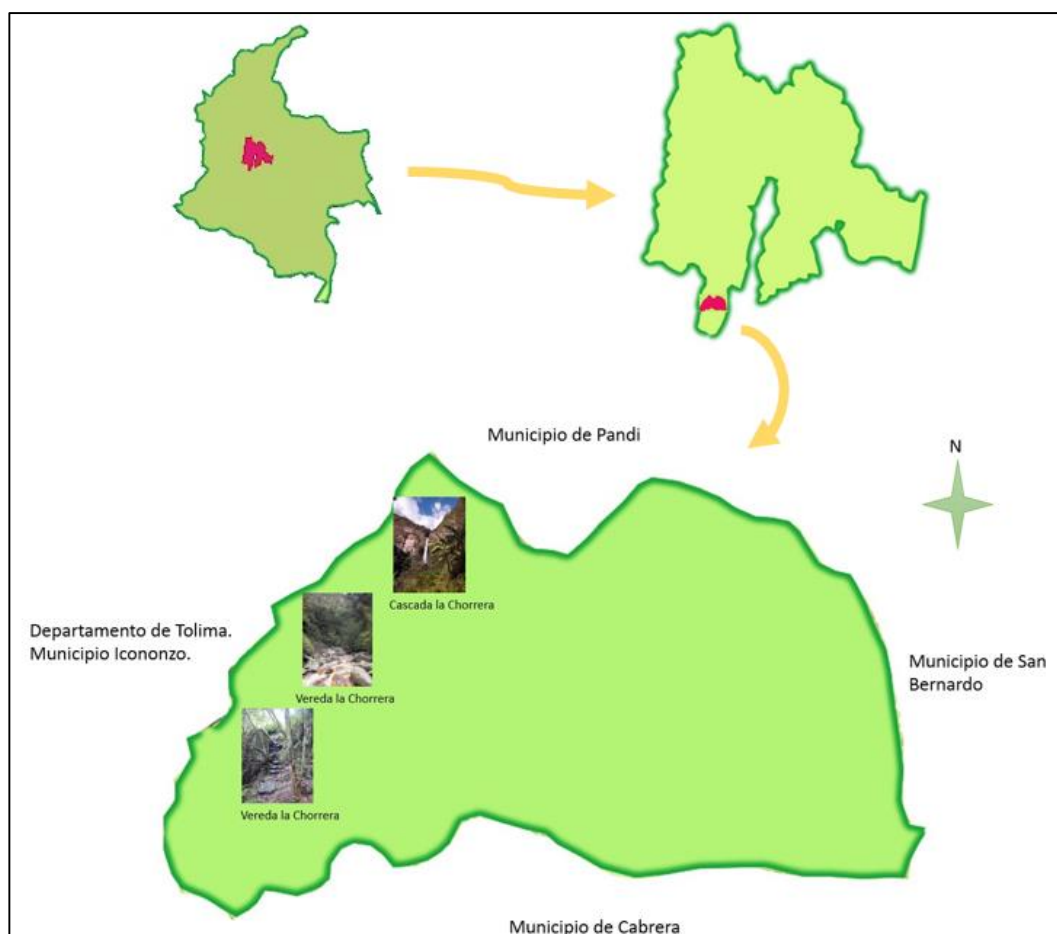 Municipio de Pandi
N
Cascada la Chorrera
Departamento de Tolima.
Municipio Icononzo.
Vereda la Chorrera
Municipio de San
Bernardo
Vereda la Chorrera
Municipio de Cabrera